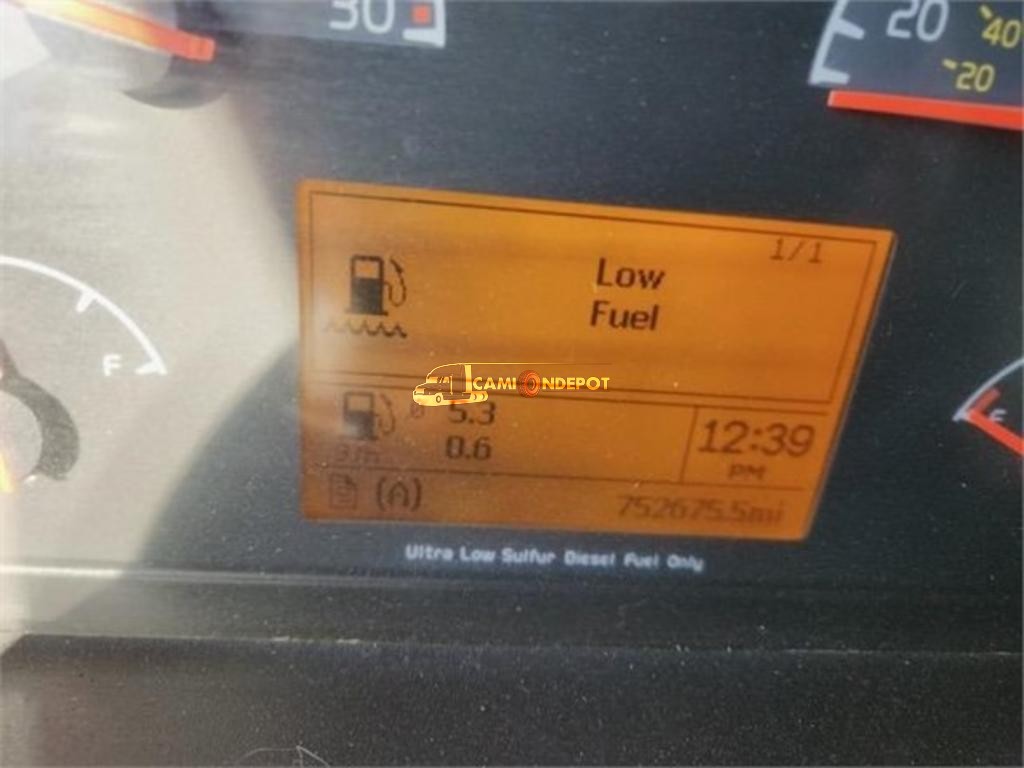 30
20
40
20
1/1
Low
Fuel
F
CAMIONDEPOT
5.3
0.6
12:39
PM
E
(A)
752675.5mi
Ultra Low Sulfur Diesel Fuel Only